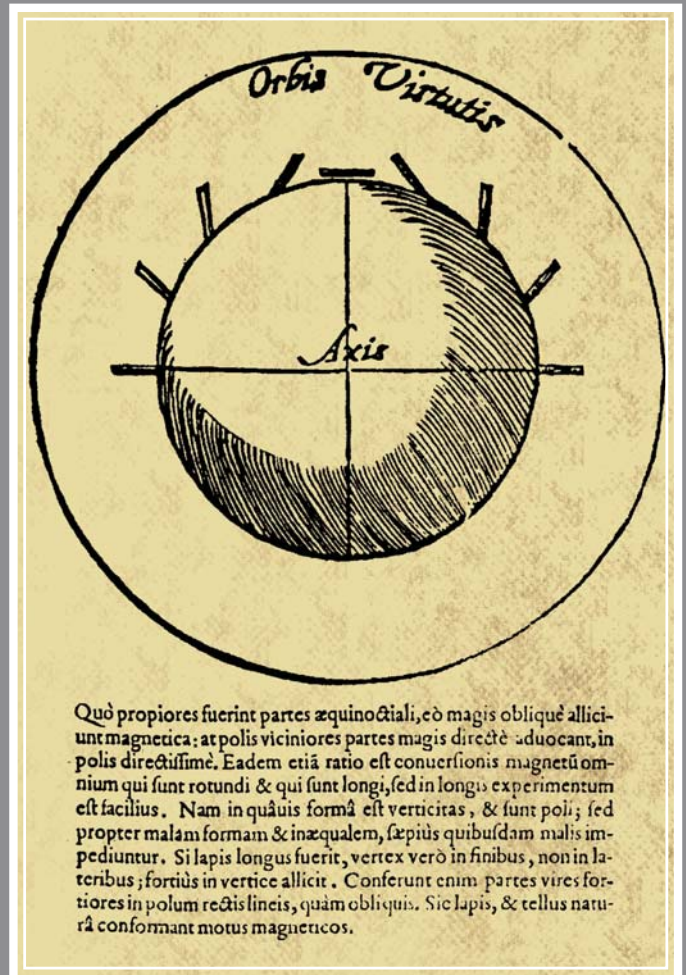 Orbis Virtutis
Axis
Quò propiores fuerint partes æquinoctiali, eò magis obliquè allici-
unt magnetica: at polis viciniores partes magis directè aduocant, in
polis directißimè. Eadem etiã ratio eſt conuerſionis magnetũ om-
nium qui ſunt rotundi & qui ſunt longi, ſed in longis experimentum
eſt facilius. Nam in quâuis formâ eſt verticitas, & ſunt poli; ſed
propter malam formam & inæqualem, ſæpiùs quibuſdam malis im-
pediuntur. Si lapis longus fuerit, vertex verò in finibus, non in la-
teribus; fortiùs in vertice allicit. Conferunt enim partes vires for-
tiores in polum rectis lineis, quàm obliquis. Sic lapis, & tellus natu-
râ conformant motus magneticos.